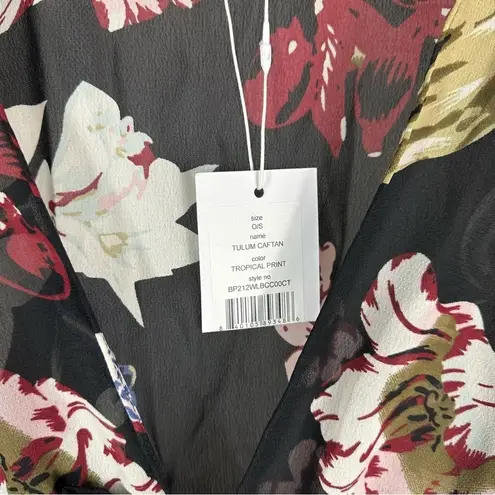 size
O/S
name
TULUM CAFTAN
color
TROPICAL PRINT
style no
BP212WLBCC00CT